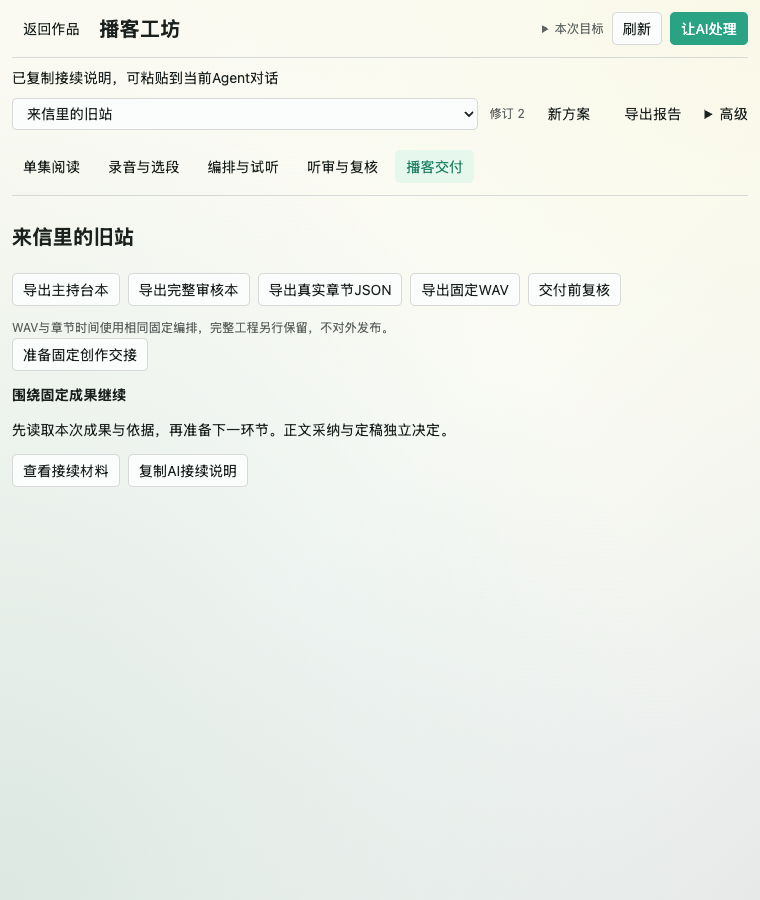 返回作品 播客工坊 ▶ 本次目标 刷新 让AI处理
已复制接续说明，可粘贴到当前Agent对话
来信里的旧站 修订 2 新方案 导出报告 ▶ 高级
单集阅读 录音与选段 编排与试听 听审与复核 播客交付
来信里的旧站
导出主持台本 导出完整审核本 导出真实章节JSON 导出固定WAV 交付前复核
WAV与章节时间使用相同固定编排，完整工程另行保留，不对外发布。
准备固定创作交接
围绕固定成果继续
先读取本次成果与依据，再准备下一环节。正文采纳与定稿独立决定。
查看接续材料 复制AI接续说明